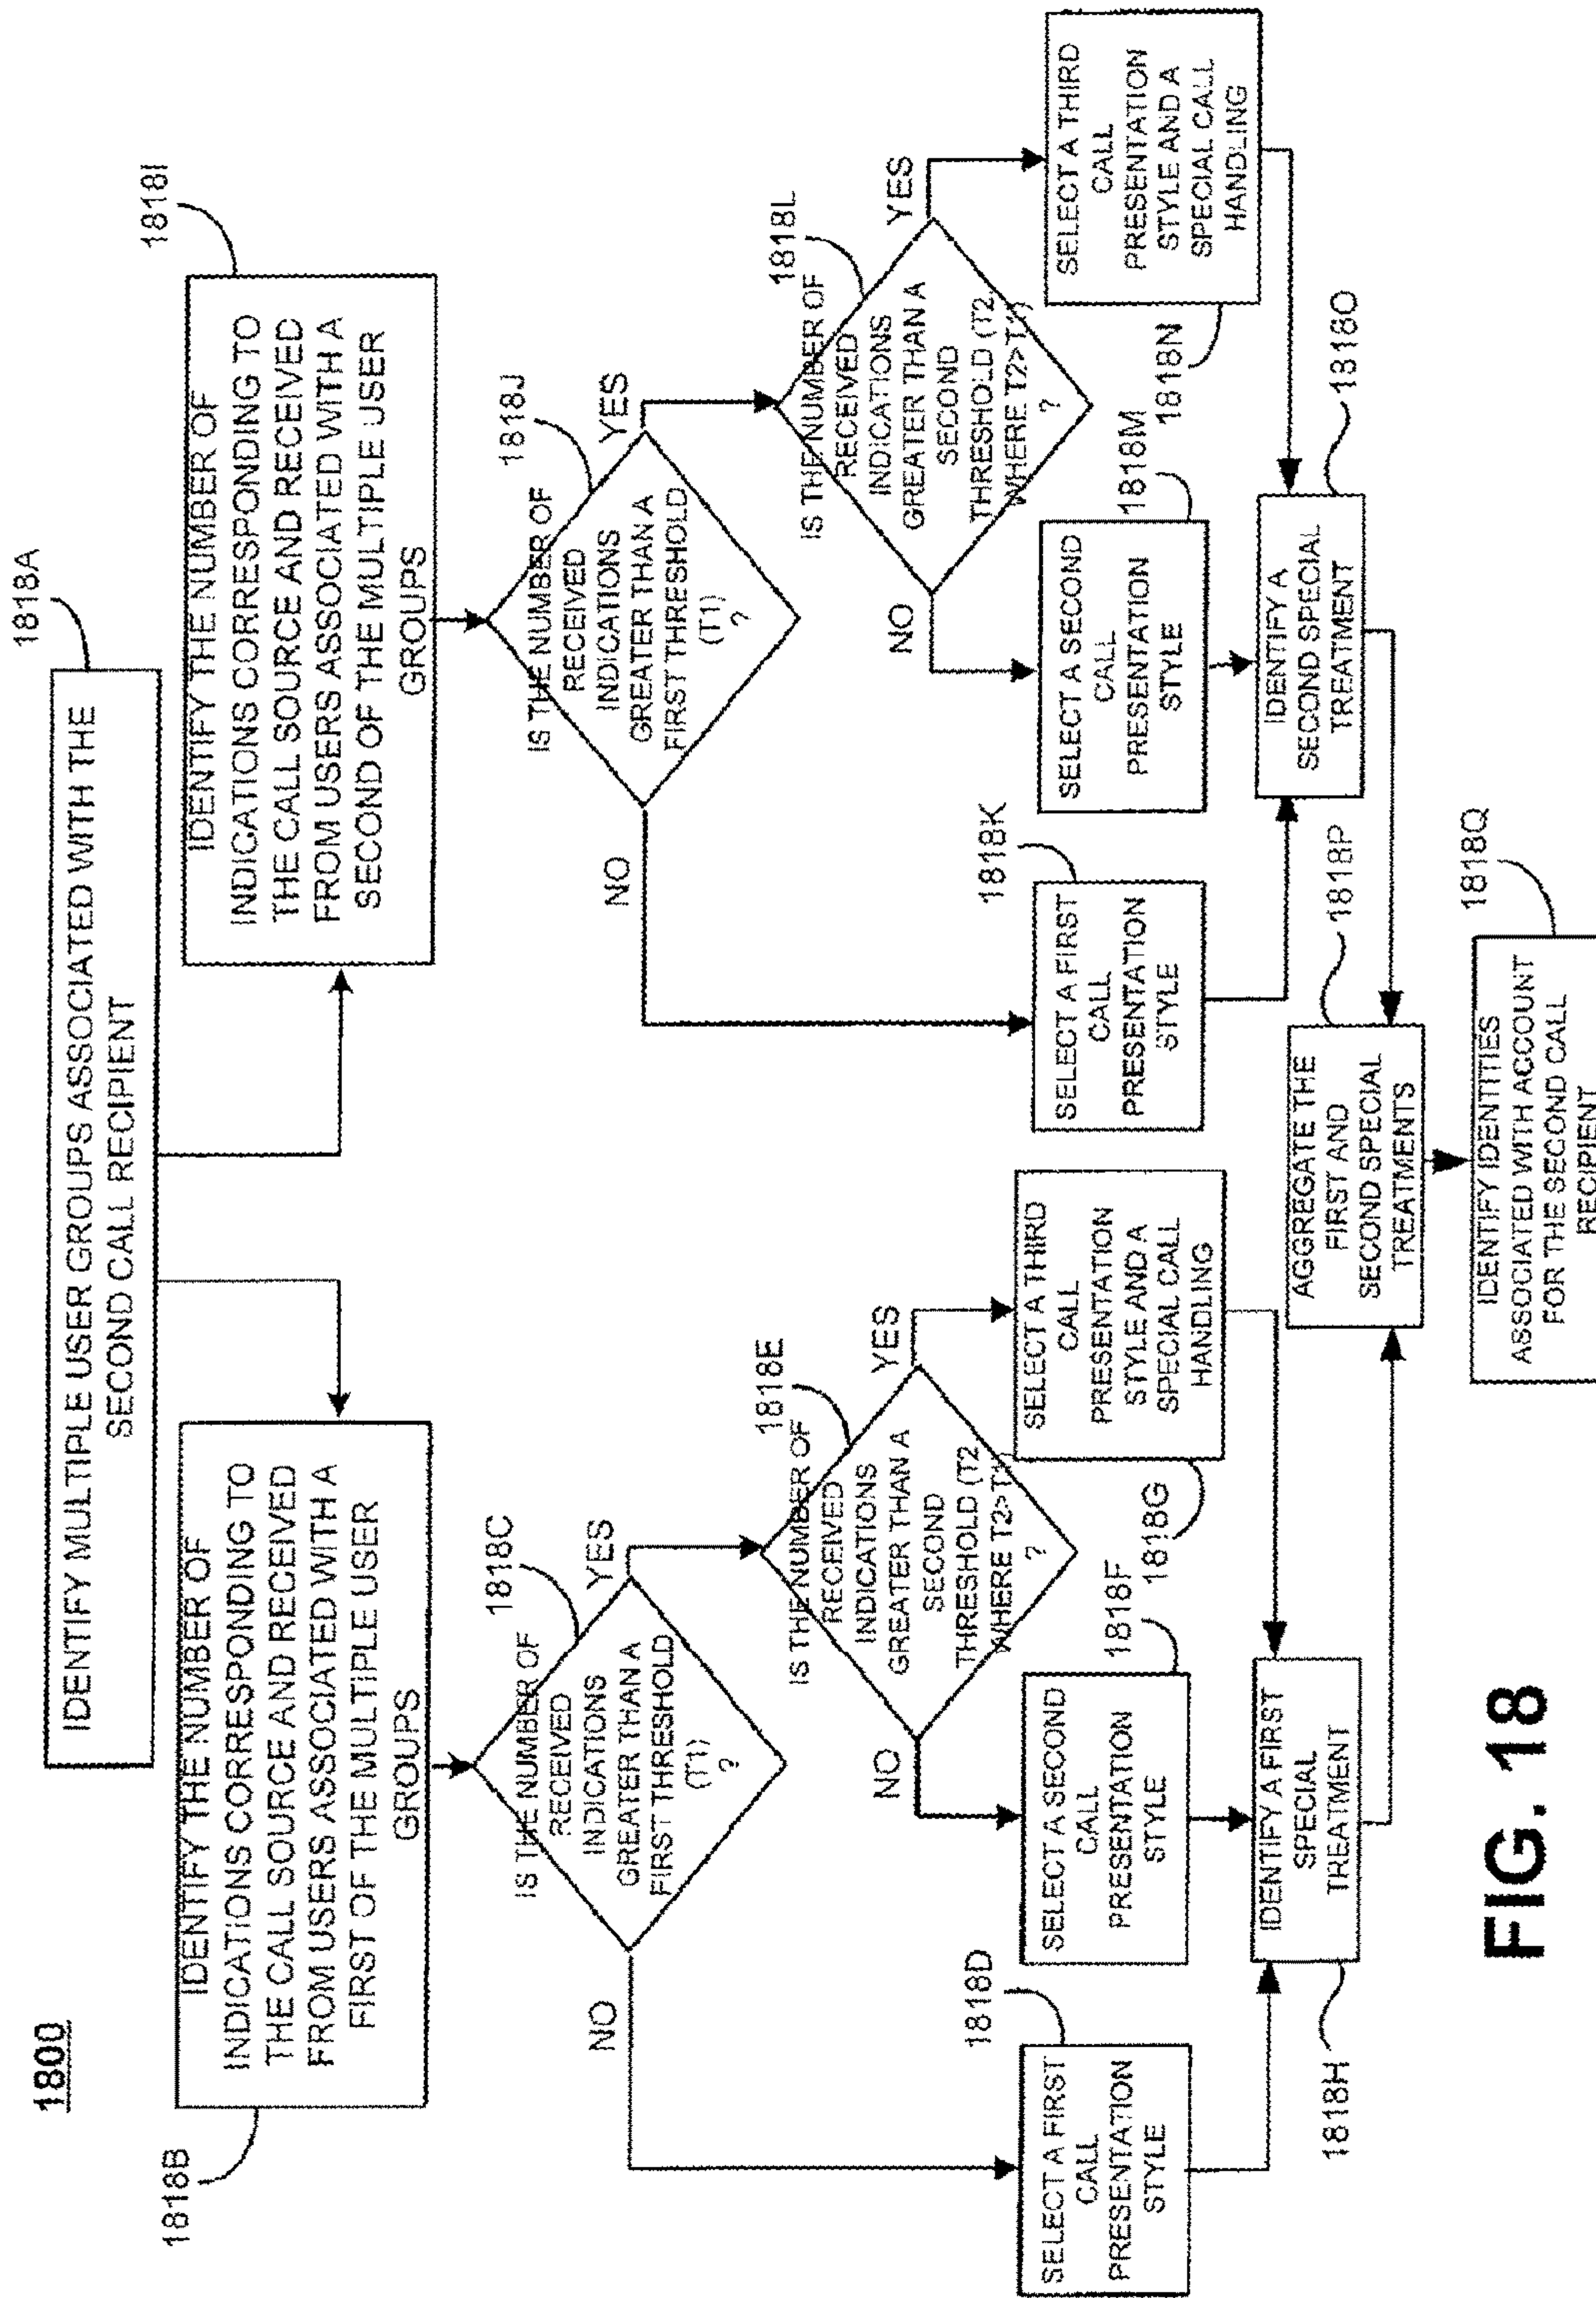 1800
1818A
IDENTIFY MULTIPLE USER GROUPS ASSOCIATED WITH THE
SECOND CALL RECIPIENT
1818B
IDENTIFY THE NUMBER OF
INDICATIONS CORRESPONDING TO
THE CALL SOURCE AND RECEIVED
FROM USERS ASSOCIATED WITH A
FIRST OF THE MULTIPLE USER
GROUPS
1818C
IS THE NUMBER OF
RECEIVED
INDICATIONS
GREATER THAN A
FIRST THRESHOLD
(T1)
?
NO
YES
1818D
SELECT A FIRST
CALL
PRESENTATION
STYLE
1818E
IS THE NUMBER OF
RECEIVED
INDICATIONS
GREATER THAN A
SECOND
THRESHOLD (T2
WHERE T2>T1)
?
NO
YES
1818F
SELECT A SECOND
CALL
PRESENTATION
STYLE
1818G
SELECT A THIRD
CALL
PRESENTATION
STYLE AND A
SPECIAL CALL
HANDLING
1818H
IDENTIFY A FIRST
SPECIAL
TREATMENT
1818I
IDENTIFY THE NUMBER OF
INDICATIONS CORRESPONDING TO
THE CALL SOURCE AND RECEIVED
FROM USERS ASSOCIATED WITH A
SECOND OF THE MULTIPLE USER
GROUPS
1818J
IS THE NUMBER OF
RECEIVED
INDICATIONS
GREATER THAN A
FIRST THRESHOLD
(T1)
?
NO
YES
1818K
SELECT A FIRST
CALL
PRESENTATION
STYLE
1818L
IS THE NUMBER OF
RECEIVED
INDICATIONS
GREATER THAN A
SECOND
THRESHOLD (T2,
WHERE T2>T1)
?
NO
YES
1818M
SELECT A SECOND
CALL
PRESENTATION
STYLE
1818N
SELECT A THIRD
CALL
PRESENTATION
STYLE AND A
SPECIAL CALL
HANDLING
1818O
IDENTIFY A
SECOND SPECIAL
TREATMENT
1818P
AGGREGATE THE
FIRST AND
SECOND SPECIAL
TREATMENTS
1818Q
IDENTIFY IDENTITIES
ASSOCIATED WITH ACCOUNT
FOR THE SECOND CALL
RECIPIENT
FIG. 18